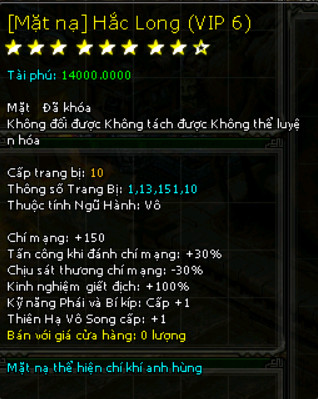 [Mặt nạ] Hắc Long (VIP 6)
Tài phú: 14000.0000
Mặt Đã khóa
Không đổi được Không tách được Không thể luyệ
n hóa
Cấp trang bị: 10
Thông số Trang Bị: 1,13,151,10
Thuộc tính Ngũ Hành: Vô
Chí mạng: +150
Tấn công khi đánh chí mạng: +30%
Chịu sát thương chí mạng: -30%
Kinh nghiệm giết địch: +100%
Kỹ năng Phái và Bí kíp: Cấp +1
Thiên Hạ Vô Song cấp: +1
Bán với giá cửa hàng: 0 lượng
Mặt nạ thể hiện chí khí anh hùng